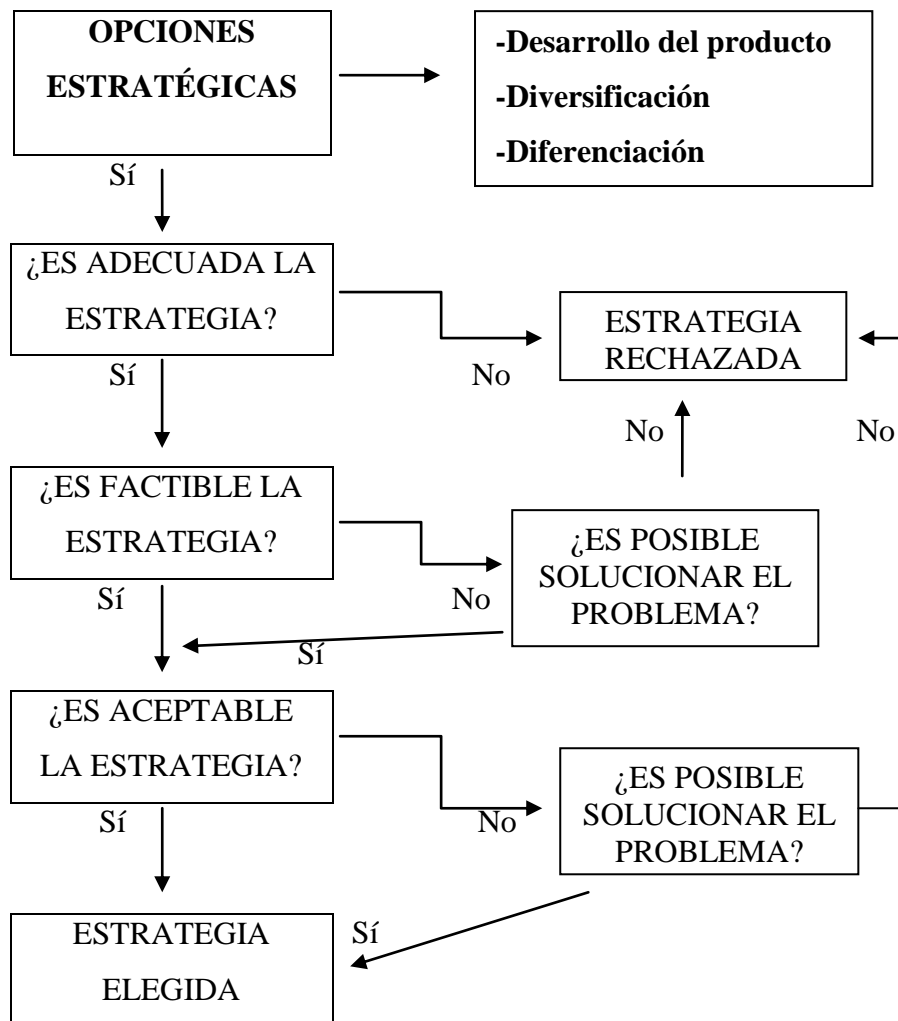 OPCIONES
ESTRATÉGICAS
-Desarrollo del producto
-Diversificación
-Diferenciación
Sí
¿ES ADECUADA LA
ESTRATEGIA?
ESTRATEGIA
RECHAZADA
Sí
No
No
No
¿ES FACTIBLE LA
ESTRATEGIA?
¿ES POSIBLE
SOLUCIONAR EL
PROBLEMA?
Sí
No
Sí
¿ES ACEPTABLE
LA ESTRATEGIA?
¿ES POSIBLE
SOLUCIONAR EL
PROBLEMA?
Sí
No
ESTRATEGIA
ELEGIDA
Sí